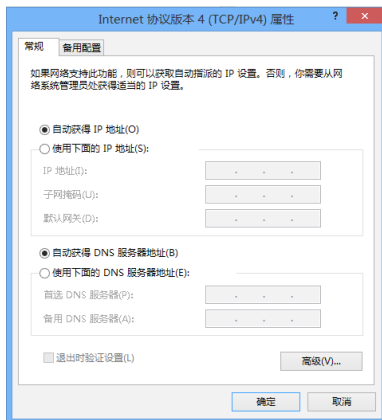 Internet 协议版本 4 (TCP/IPv4) 属性
?
×
常规
备用配置
如果网络支持此功能，则可以获取自动指派的 IP 设置。否则，你需要从网
络系统管理员处获得适当的 IP 设置。
自动获得 IP 地址(O)
使用下面的 IP 地址(S):
IP 地址(I):
. . .
子网掩码(U):
. . .
默认网关(D):
. . .
自动获得 DNS 服务器地址(B)
使用下面的 DNS 服务器地址(E):
首选 DNS 服务器(P):
. . .
备用 DNS 服务器(A):
. . .
退出时验证设置(L)
高级(V)...
确定
取消